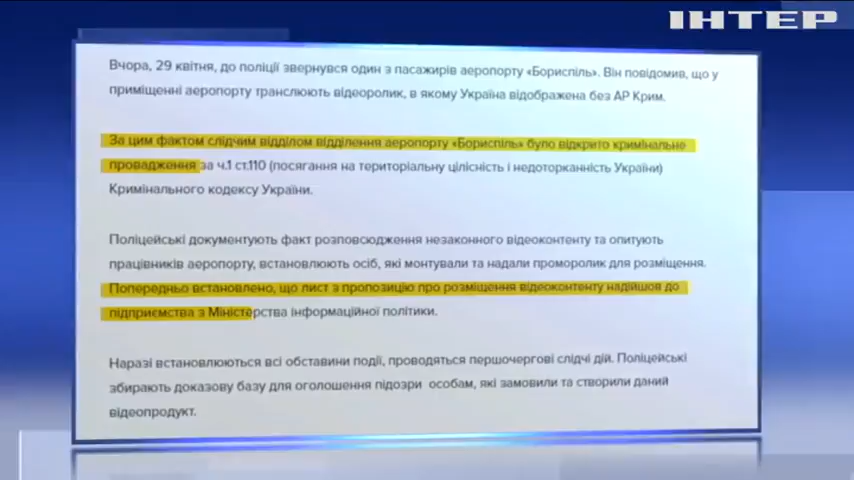 ІНТЕР
Вчора, 29 квітня, до поліції звернувся один з пасажирів аеропорту «Бориспіль». Він повідомив, що у
приміщенні аеропорту транслюють відеоролик, в якому Україна відображена без АР Крим.
За цим фактом слідчим відділом відділення аеропорту «Бориспіль» було відкрито кримінальне
провадження за ч.1 ст.110 (посягання на територіальну цілісність і недоторканність України)
Кримінального кодексу України.
Поліцейські документують факт розповсюдження незаконного відеоконтенту та опитують
працівників аеропорту, встановлюють осіб, які монтували та надали проморолик для розміщення.
Попередньо встановлено, що лист з пропозицію про розміщення відеоконтенту надійшов до
підприємства з Міністерства інформаційної політики.
Наразі встановлюються всі обставини події, проводяться першочергові слідчі дій. Поліцейські
збирають доказову базу для оголошення підозри особам, які замовили та створили даний
відеопродукт.